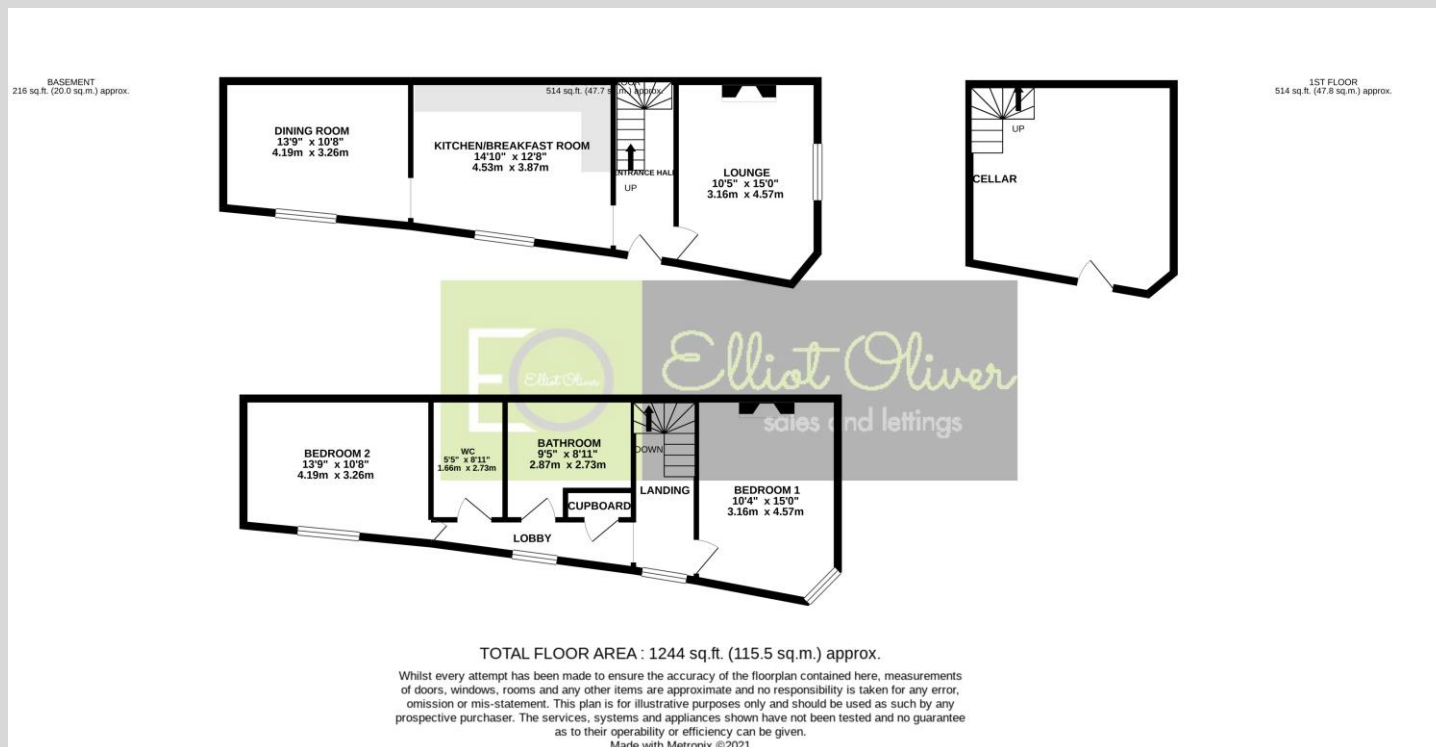 BASEMENT
216 sq.ft. (20.0 sq.m.) approx.
514 sq.ft. (47.7 sq.m.) approx.
1ST FLOOR
514 sq.ft. (47.8 sq.m.) approx.
DINING ROOM
13'9" x 10'8"
4.19m x 3.26m
KITCHEN/BREAKFAST ROOM
14'10" x 12'8"
4.53m x 3.87m
ENTRANCE HALL
UP
LOUNGE
10'5" x 15'0"
3.16m x 4.57m
UP
CELLAR
EO
Elliot Oliver
Elliot Oliver
sales and lettings
BEDROOM 2
13'9" x 10'8"
4.19m x 3.26m
WC
5'5" x 8'11"
1.66m x 2.73m
BATHROOM
9'5" x 8'11"
2.87m x 2.73m
DOWN
LANDING
BEDROOM 1
10'4" x 15'0"
3.16m x 4.57m
CUPBOARD
LOBBY
TOTAL FLOOR AREA : 1244 sq.ft. (115.5 sq.m.) approx.
Whilst every attempt has been made to ensure the accuracy of the floorplan contained here, measurements
of doors, windows, rooms and any other items are approximate and no responsibility is taken for any error,
omission or mis-statement. This plan is for illustrative purposes only and should be used as such by any
prospective purchaser. The services, systems and appliances shown have not been tested and no guarantee
as to their operability or efficiency can be given.
Made with Metropix ©2021